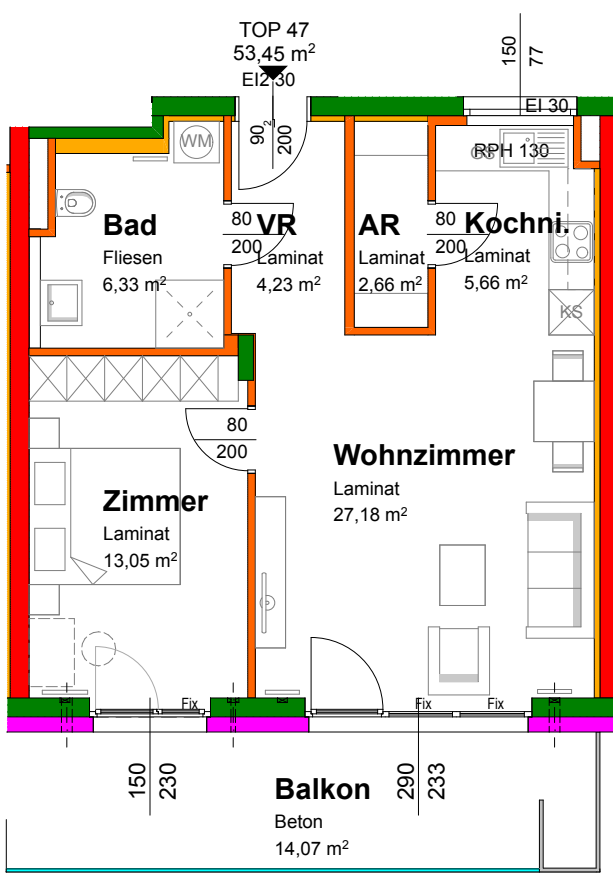 TOP 47
53,45 m²
EI2 30
150
77
EI 30
90₂
200
WM
RPH 130
Bad
Fliesen
6,33 m²
80
200
VR
Laminat
4,23 m²
AR
Laminat
2,66 m²
80
200
Kochni.
Laminat
5,66 m²
KS
80
200
Wohnzimmer
Laminat
27,18 m²
Zimmer
Laminat
13,05 m²
Fix
Fix
Fix
150
230
290
233
Balkon
Beton
14,07 m²